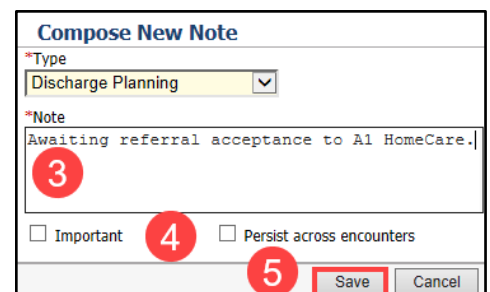 Compose New Note
*Type
Discharge Planning
*Note
Awaiting referral acceptance to A1 HomeCare.
3
Important 4 Persist across encounters
5 Save Cancel